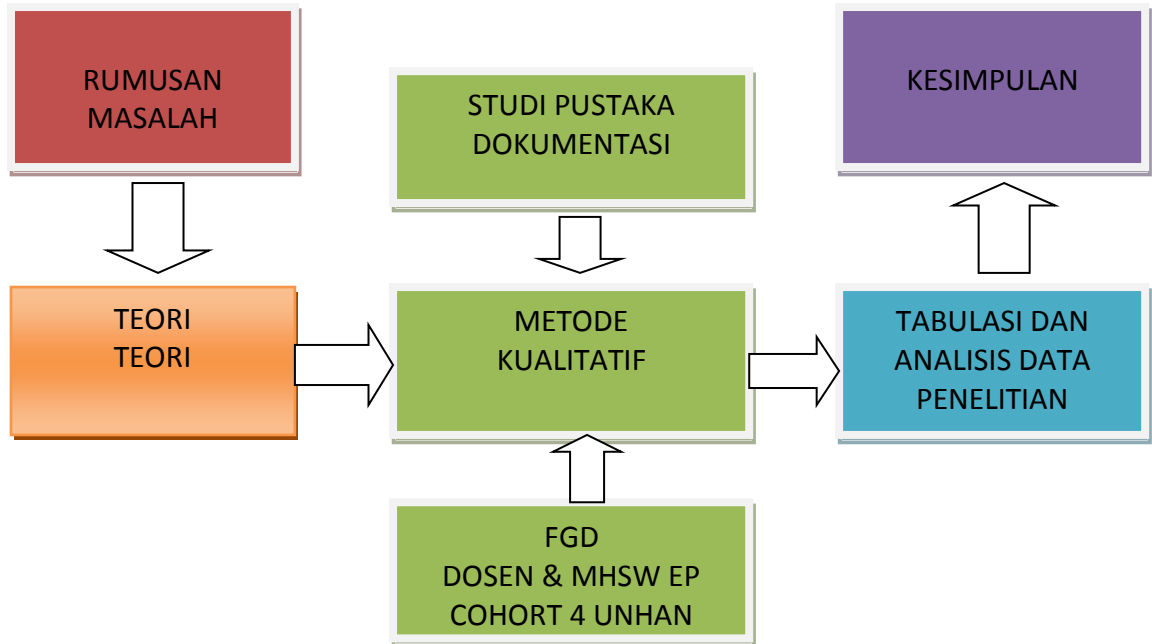 RUMUSAN
MASALAH
STUDI PUSTAKA
DOKUMENTASI
KESIMPULAN
TEORI
TEORI
METODE
KUALITATIF
TABULASI DAN
ANALISIS DATA
PENELITIAN
FGD
DOSEN & MHSW EP
COHORT 4 UNHAN